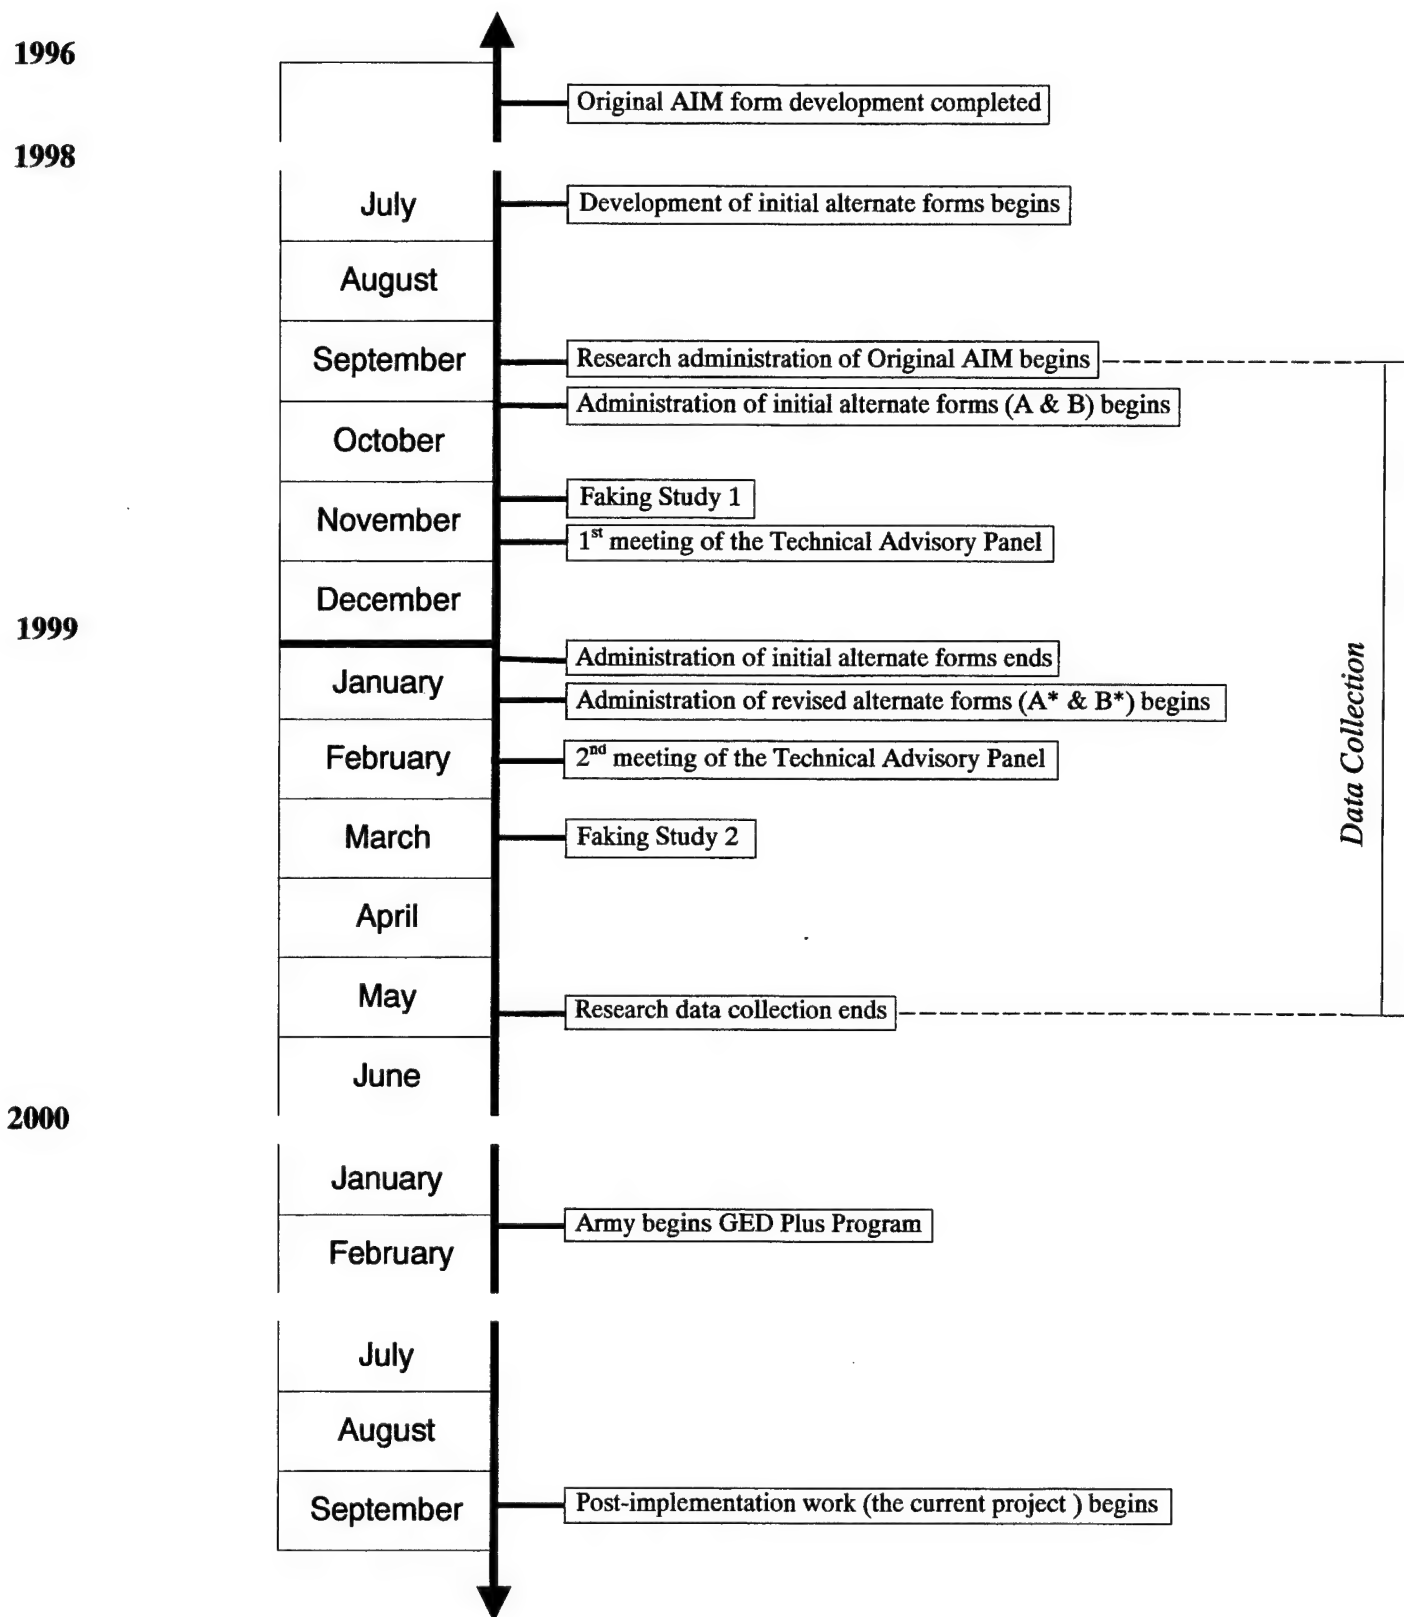 1996
Original AIM form development completed
1998
July
Development of initial alternate forms begins
August
September
Research administration of Original AIM begins
Administration of initial alternate forms (A & B) begins
October
Faking Study 1
November
1st meeting of the Technical Advisory Panel
December
1999
Administration of initial alternate forms ends
January
Administration of revised alternate forms (A* & B*) begins
February
2nd meeting of the Technical Advisory Panel
March
Faking Study 2
April
May
Research data collection ends
June
Data Collection
2000
January
Army begins GED Plus Program
February
July
August
September
Post-implementation work (the current project ) begins